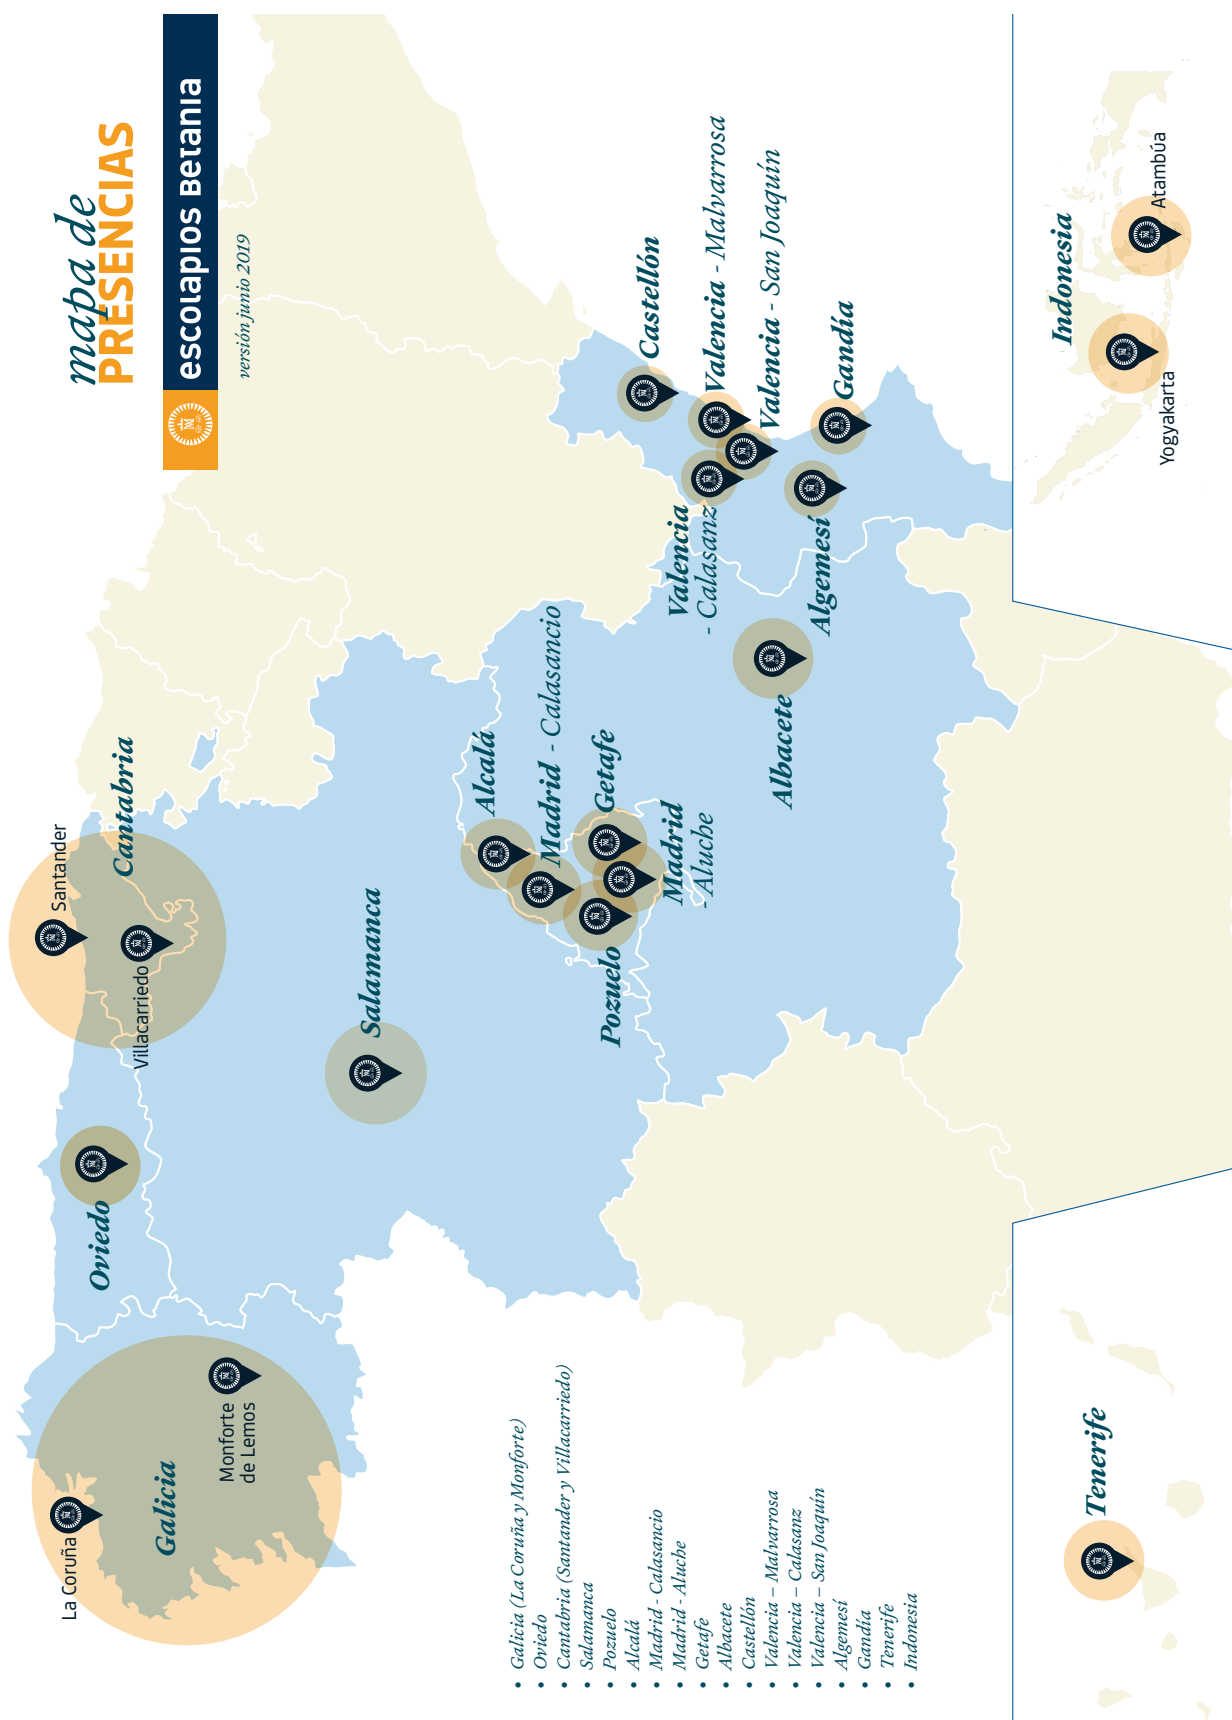 mapa de
PRESENCIAS
escolapios Betania
versión junio 2019
La Coruña
Galicia
Monforte
de Lemos
Oviedo
Santander
Cantabria
Villacarriedo
Salamanca
Alcalá
Madrid - Calasancio
Getafe
Pozuelo
Madrid
- Aluche
Castellón
Valencia - Malvarrosa
Valencia - San Joaquín
Valencia
- Calasanz
Gandía
Algemesí
Albacete
• Galicia (La Coruña y Monforte)
• Oviedo
• Cantabria (Santander y Villacarriedo)
• Salamanca
• Pozuelo
• Alcalá
• Madrid - Calasancio
• Madrid - Aluche
• Getafe
• Albacete
• Castellón
• Valencia – Malvarrosa
• Valencia – Calasanz
• Valencia – San Joaquín
• Algemesí
• Gandía
• Tenerife
• Indonesia
Tenerife
Indonesia
Yogyakarta
Atambúa